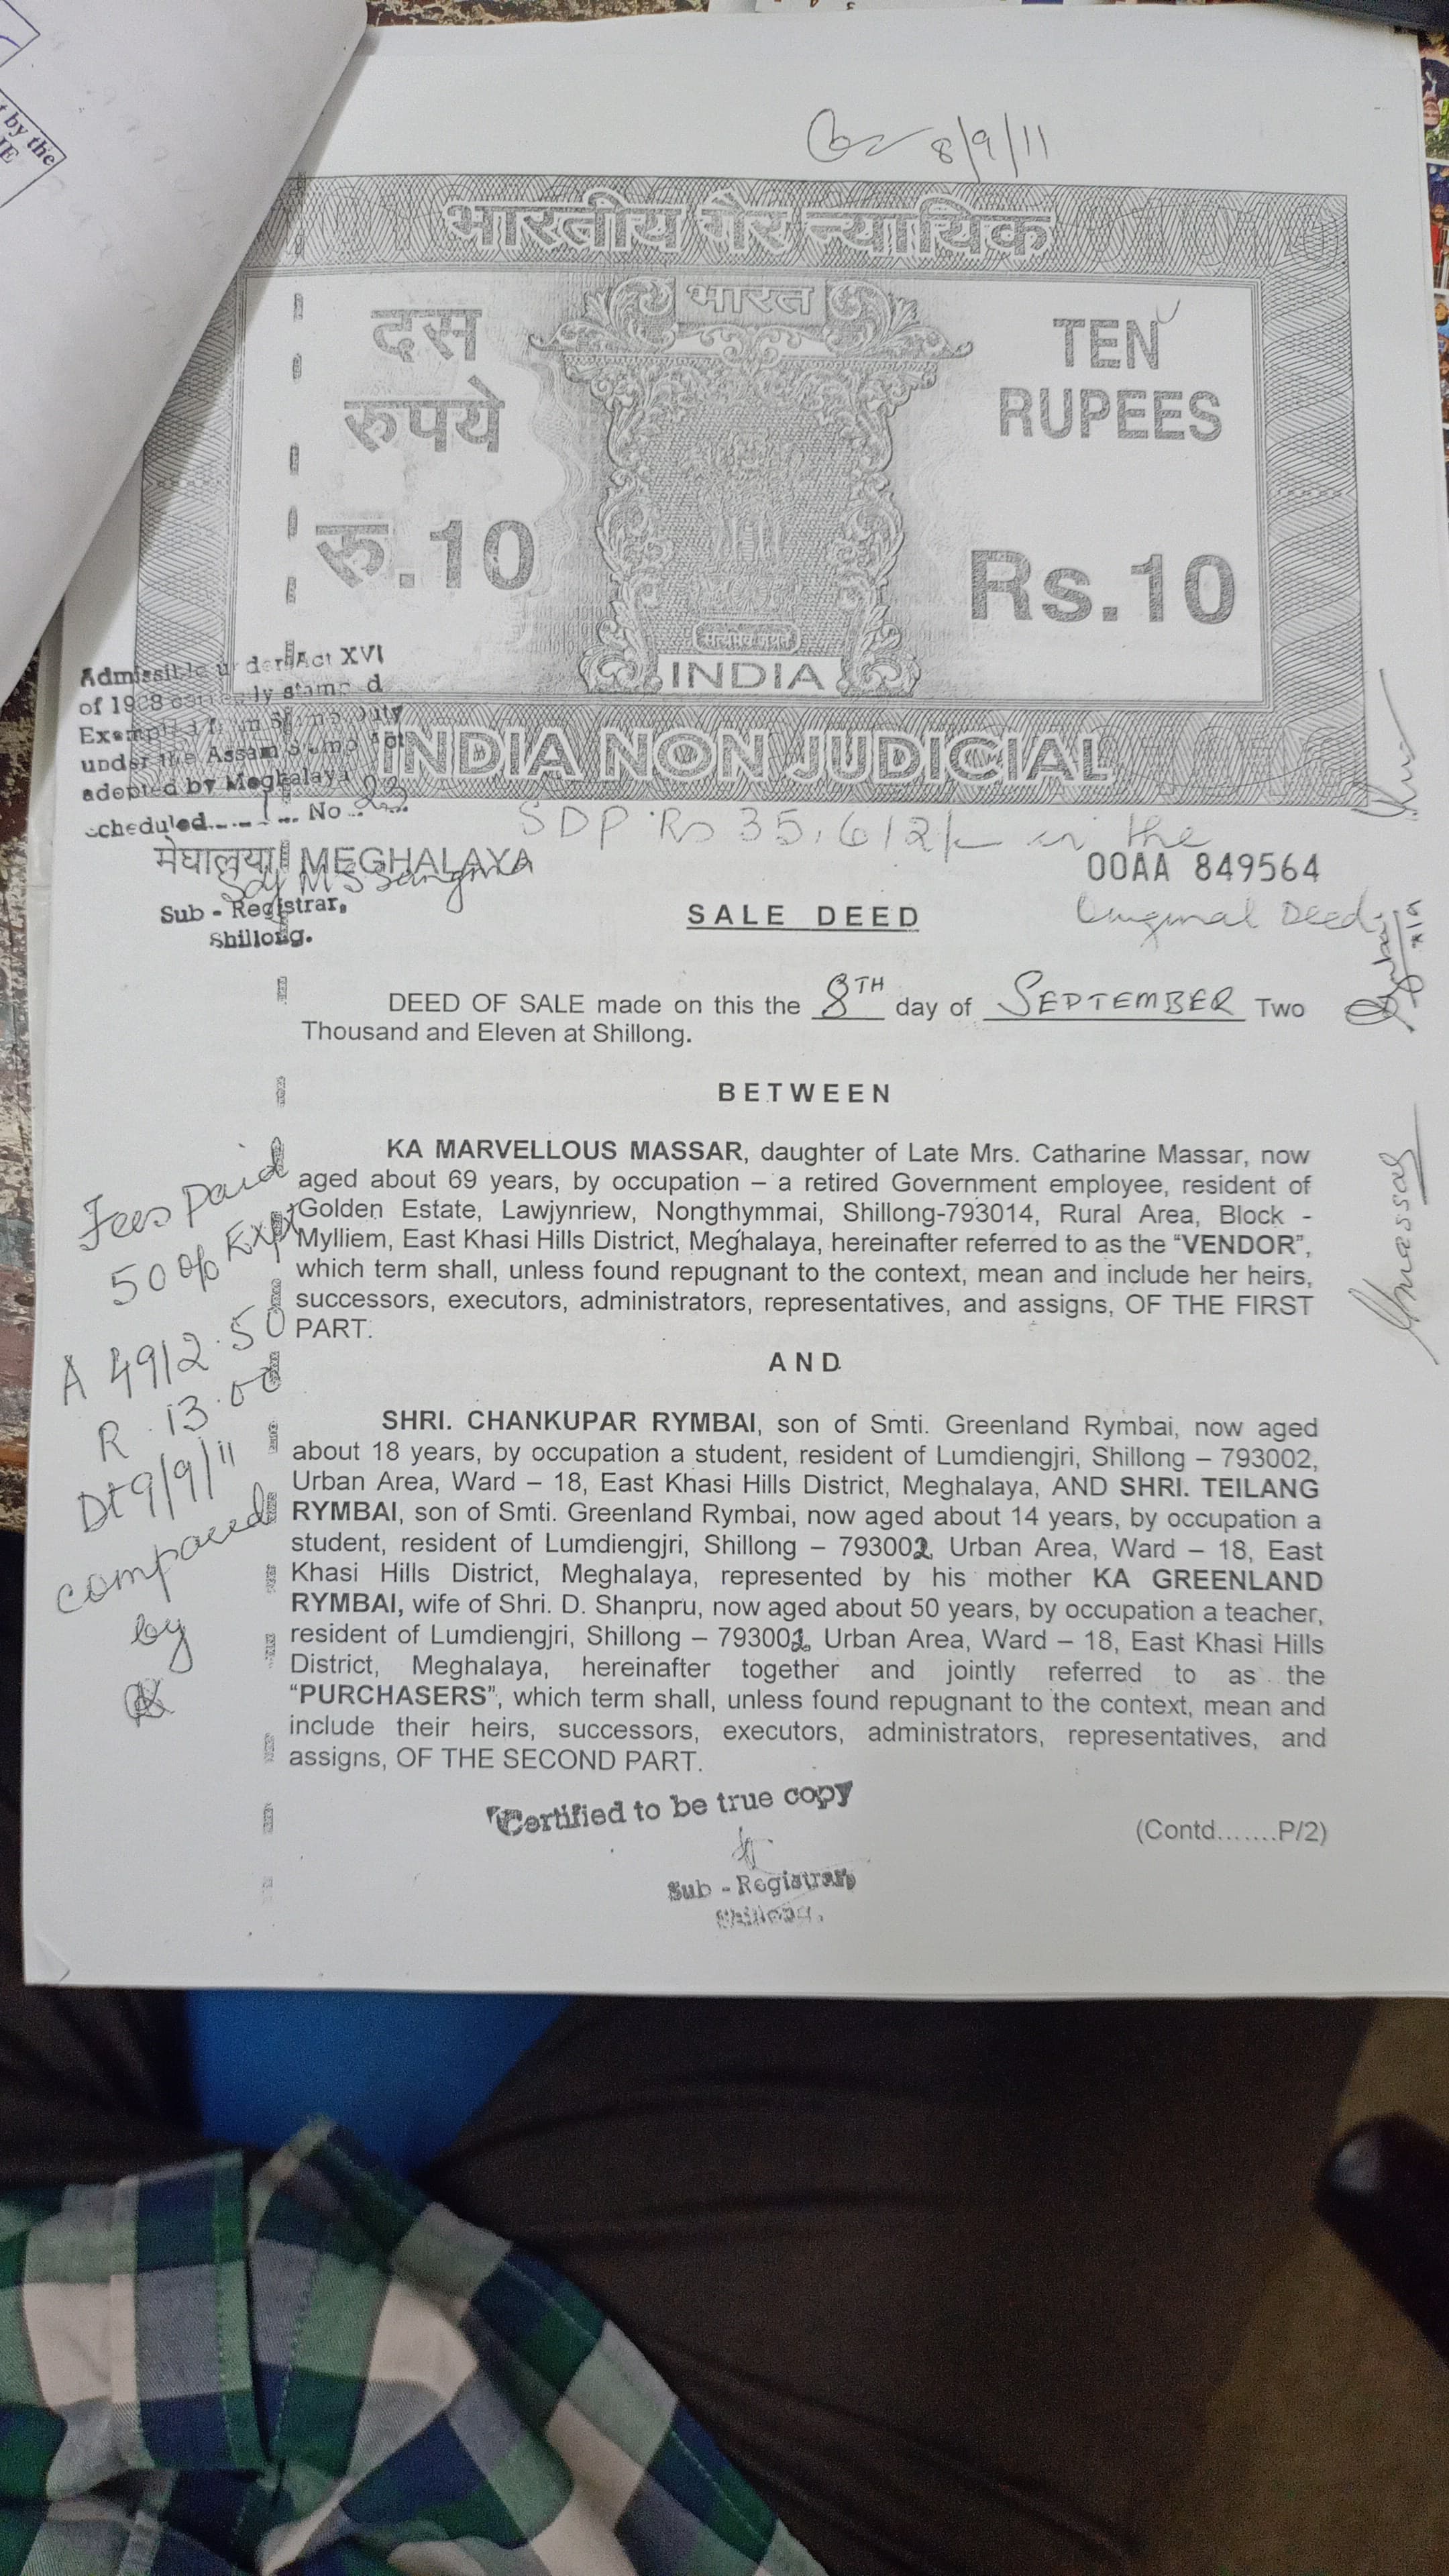 t by the
IE
8/9/11
भारतीय गैर न्यायिक
भारत
दस
रुपये
रु.10
TEN
RUPEES
Rs.10
सत्यमेव जयते
INDIA
INDIA NON JUDICIAL
Admissible under Act XVI
of 1908 correctly stamped
Exempted from Stamp Duty
under the Assam Stamp Act
adopted by Meghalaya
scheduled......1... No...23...
SDP Rs 35,612/- in the
Original Deed
मेघालया MEGHALAYA
00AA 849564
Sd/ M S Sangma
Sub - Registrar,
Shillong.
SALE DEED
DEED OF SALE made on this the 8TH day of SEPTEMBER Two
Thousand and Eleven at Shillong.
BETWEEN
KA MARVELLOUS MASSAR, daughter of Late Mrs. Catharine Massar, now
aged about 69 years, by occupation – a retired Government employee, resident of
Golden Estate, Lawjynriew, Nongthymmai, Shillong-793014, Rural Area, Block -
Mylliem, East Khasi Hills District, Meghalaya, hereinafter referred to as the “VENDOR”,
which term shall, unless found repugnant to the context, mean and include her heirs,
successors, executors, administrators, representatives, and assigns, OF THE FIRST
PART.
AND
SHRI. CHANKUPAR RYMBAI, son of Smti. Greenland Rymbai, now aged
about 18 years, by occupation a student, resident of Lumdiengjri, Shillong – 793002,
Urban Area, Ward – 18, East Khasi Hills District, Meghalaya, AND SHRI. TEILANG
RYMBAI, son of Smti. Greenland Rymbai, now aged about 14 years, by occupation a
student, resident of Lumdiengjri, Shillong – 793002, Urban Area, Ward – 18, East
Khasi Hills District, Meghalaya, represented by his mother KA GREENLAND
RYMBAI, wife of Shri. D. Shanpru, now aged about 50 years, by occupation a teacher,
resident of Lumdiengjri, Shillong – 793002, Urban Area, Ward – 18, East Khasi Hills
District, Meghalaya, hereinafter together and jointly referred to as the
“PURCHASERS”, which term shall, unless found repugnant to the context, mean and
include their heirs, successors, executors, administrators, representatives, and
assigns, OF THE SECOND PART.
Fees Paid
50%
A 4912.50
R 13.00
Dt 9/9/11
compared
by
Massar
Certified to be true copy
Sub - Registrar,
Shillong.
(Contd.......P/2)